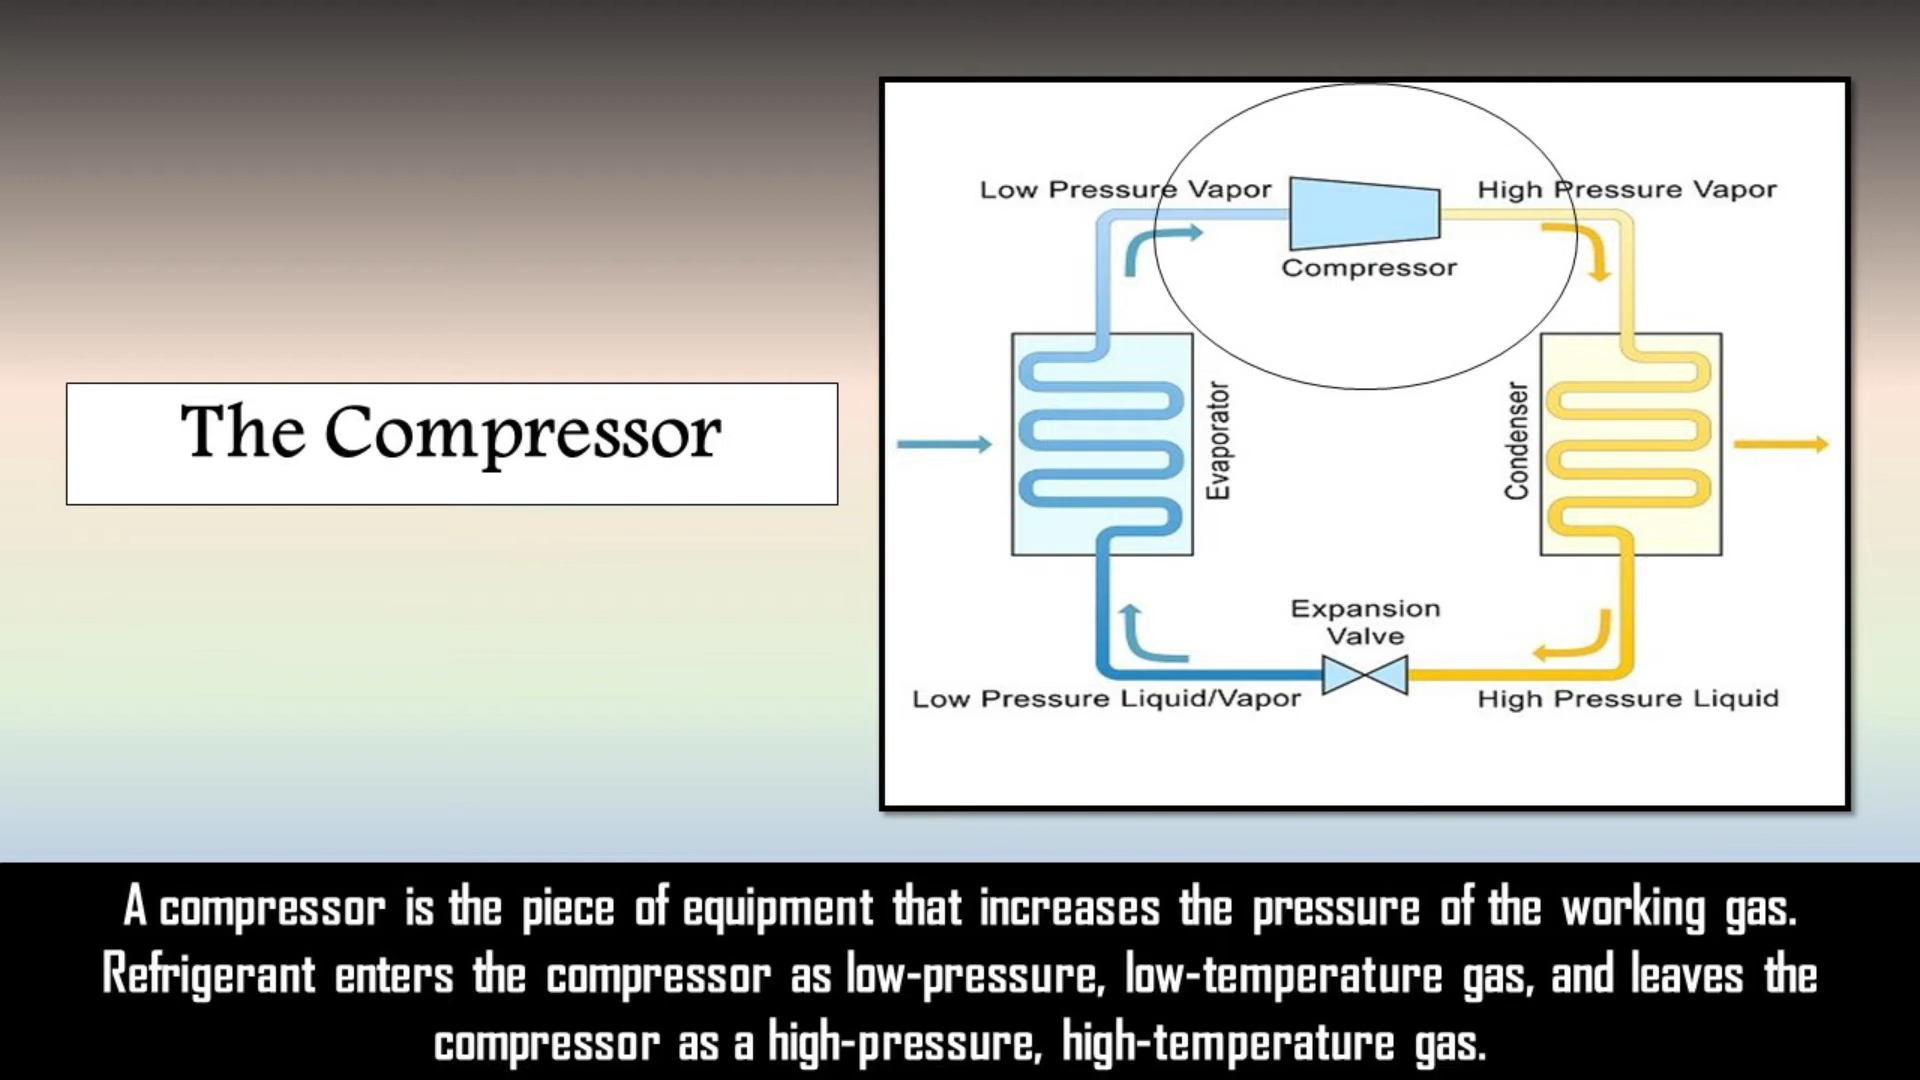 The Compressor
Low Pressure Vapor
High Pressure Vapor
Compressor
Evaporator
Condenser
Expansion
Valve
Low Pressure Liquid/Vapor
High Pressure Liquid
A compressor is the piece of equipment that increases the pressure of the working gas.
Refrigerant enters the compressor as low-pressure, low-temperature gas, and leaves the
compressor as a high-pressure, high-temperature gas.